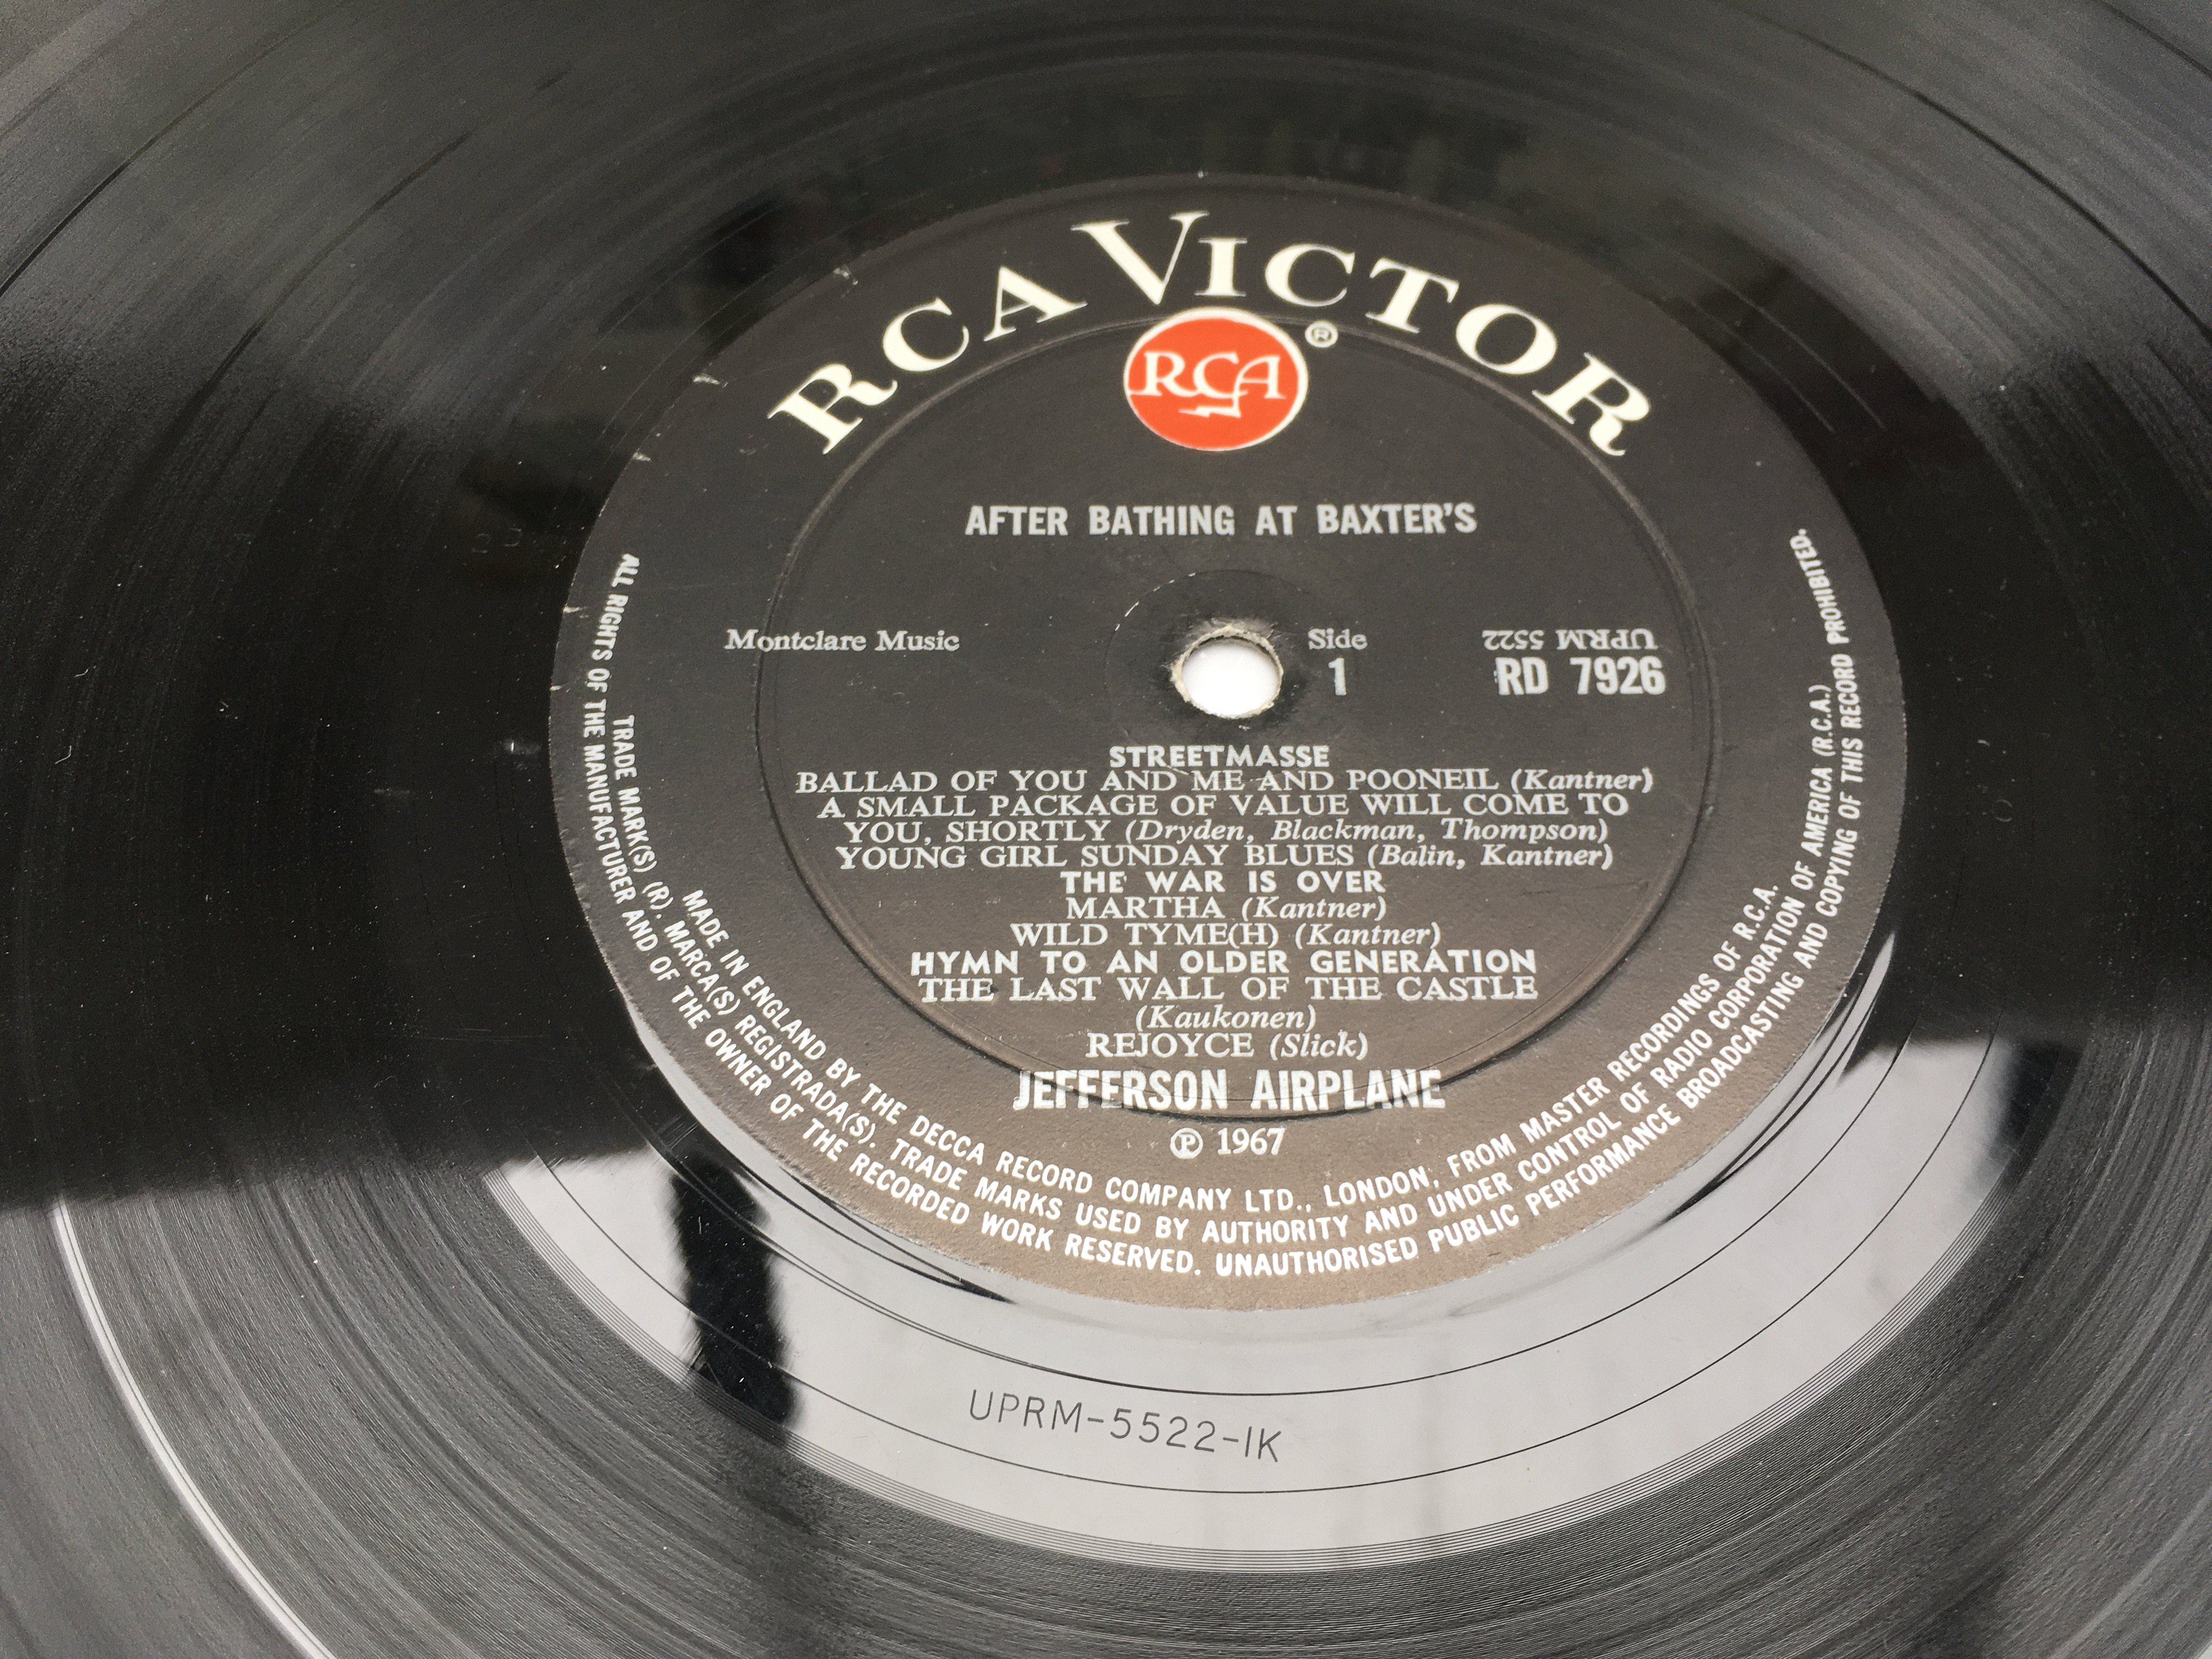 RCA VICTOR
RCA
®
AFTER BATHING AT BAXTER'S
Montclare Music
Side
1
UPRM 5522
RD 7926
STREETMASSE
BALLAD OF YOU AND ME AND POONEIL (Kantner)
A SMALL PACKAGE OF VALUE WILL COME TO
YOU, SHORTLY (Dryden, Blackman, Thompson)
YOUNG GIRL SUNDAY BLUES (Balin, Kantner)
THE WAR IS OVER
MARTHA (Kantner)
WILD TYME(H) (Kantner)
HYMN TO AN OLDER GENERATION
THE LAST WALL OF THE CASTLE
(Kaukonen)
REJOYCE (Slick)
JEFFERSON AIRPLANE
℗ 1967
MADE IN ENGLAND BY THE DECCA RECORD COMPANY LTD., LONDON, FROM MASTER RECORDINGS OF R.C.A.
TRADE MARK(S) (R). MARCA(S) REGISTRADA(S). TRADE MARKS USED BY AUTHORITY AND UNDER CONTROL OF RADIO CORPORATION OF AMERICA (R.C.A.)
ALL RIGHTS OF THE MANUFACTURER AND OF THE OWNER OF THE RECORDED WORK RESERVED. UNAUTHORISED PUBLIC PERFORMANCE BROADCASTING AND COPYING OF THIS RECORD PROHIBITED.
UPRM-5522-1K